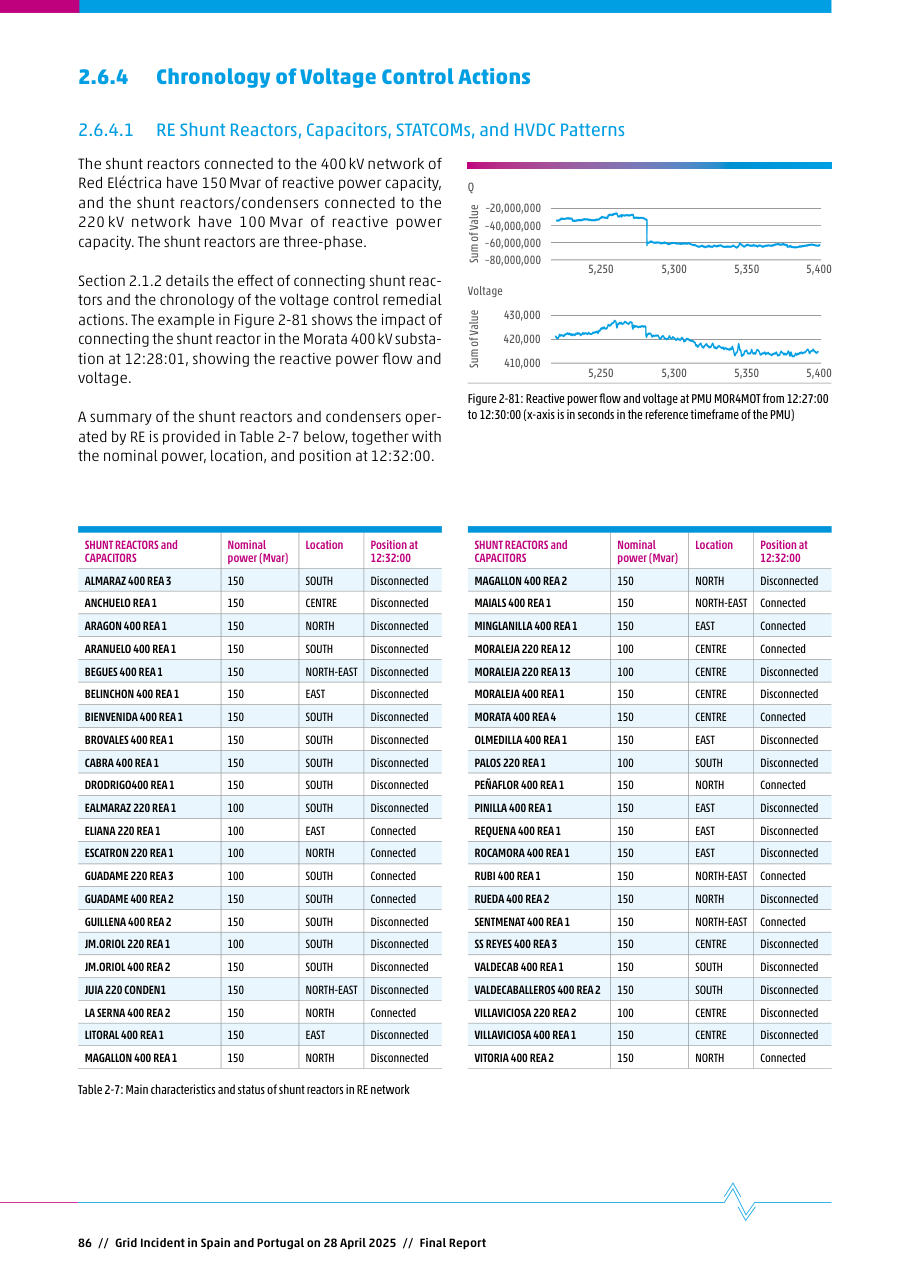 2.6.4 Chronology of Voltage Control Actions
2.6.4.1 RE Shunt Reactors, Capacitors, STATCOMs, and HVDC Patterns
The shunt reactors connected to the 400 kV network of
Red Eléctrica have 150 Mvar of reactive power capacity,
and the shunt reactors/condensers connected to the
220 kV network have 100 Mvar of reactive power
capacity. The shunt reactors are three-phase.
Section 2.1.2 details the effect of connecting shunt reac-
tors and the chronology of the voltage control remedial
actions. The example in Figure 2-81 shows the impact of
connecting the shunt reactor in the Morata 400 kV substa-
tion at 12:28:01, showing the reactive power flow and
voltage.
A summary of the shunt reactors and condensers oper-
ated by RE is provided in Table 2-7 below, together with
the nominal power, location, and position at 12:32:00.
Q
Sum of Value
-20,000,000
-40,000,000
-60,000,000
-80,000,000
5,250 5,300 5,350 5,400
Voltage
Sum of Value
430,000
420,000
410,000
5,250 5,300 5,350 5,400
Figure 2-81: Reactive power flow and voltage at PMU MOR4MOT from 12:27:00
to 12:30:00 (x-axis is in seconds in the reference timeframe of the PMU)
SHUNT REACTORS and Nominal Location Position at
CAPACITORS power (Mvar) 12:32:00
ALMARAZ 400 REA 3 150 SOUTH Disconnected
ANCHUELO REA 1 150 CENTRE Disconnected
ARAGON 400 REA 1 150 NORTH Disconnected
ARANUELO 400 REA 1 150 SOUTH Disconnected
BEGUES 400 REA 1 150 NORTH-EAST Disconnected
BELINCHON 400 REA 1 150 EAST Disconnected
BIENVENIDA 400 REA 1 150 SOUTH Disconnected
BROVALES 400 REA 1 150 SOUTH Disconnected
CABRA 400 REA 1 150 SOUTH Disconnected
DRODRIGO400 REA 1 150 SOUTH Disconnected
EALMARAZ 220 REA 1 100 SOUTH Disconnected
ELIANA 220 REA 1 100 EAST Connected
ESCATRON 220 REA 1 100 NORTH Connected
GUADAME 220 REA 3 100 SOUTH Connected
GUADAME 400 REA 2 150 SOUTH Connected
GUILLENA 400 REA 2 150 SOUTH Disconnected
JM.ORIOL 220 REA 1 100 SOUTH Disconnected
JM.ORIOL 400 REA 2 150 SOUTH Disconnected
JUIA 220 CONDEN1 150 NORTH-EAST Disconnected
LA SERNA 400 REA 2 150 NORTH Connected
LITORAL 400 REA 1 150 EAST Disconnected
MAGALLON 400 REA 1 150 NORTH Disconnected
SHUNT REACTORS and Nominal Location Position at
CAPACITORS power (Mvar) 12:32:00
MAGALLON 400 REA 2 150 NORTH Disconnected
MAIALS 400 REA 1 150 NORTH-EAST Connected
MINGLANILLA 400 REA 1 150 EAST Connected
MORALEJA 220 REA 12 100 CENTRE Connected
MORALEJA 220 REA 13 100 CENTRE Disconnected
MORALEJA 400 REA 1 150 CENTRE Disconnected
MORATA 400 REA 4 150 CENTRE Connected
OLMEDILLA 400 REA 1 150 EAST Disconnected
PALOS 220 REA 1 100 SOUTH Disconnected
PEÑAFLOR 400 REA 1 150 NORTH Connected
PINILLA 400 REA 1 150 EAST Disconnected
REQUENA 400 REA 1 150 EAST Disconnected
ROCAMORA 400 REA 1 150 EAST Disconnected
RUBI 400 REA 1 150 NORTH-EAST Connected
RUEDA 400 REA 2 150 NORTH Disconnected
SENTMENAT 400 REA 1 150 NORTH-EAST Connected
SS REYES 400 REA 3 150 CENTRE Disconnected
VALDECAB 400 REA 1 150 SOUTH Disconnected
VALDECABALLEROS 400 REA 2 150 SOUTH Disconnected
VILLAVICIOSA 220 REA 2 100 CENTRE Disconnected
VILLAVICIOSA 400 REA 1 150 CENTRE Disconnected
VITORIA 400 REA 2 150 NORTH Connected
Table 2-7: Main characteristics and status of shunt reactors in RE network
86 // Grid Incident in Spain and Portugal on 28 April 2025 // Final Report